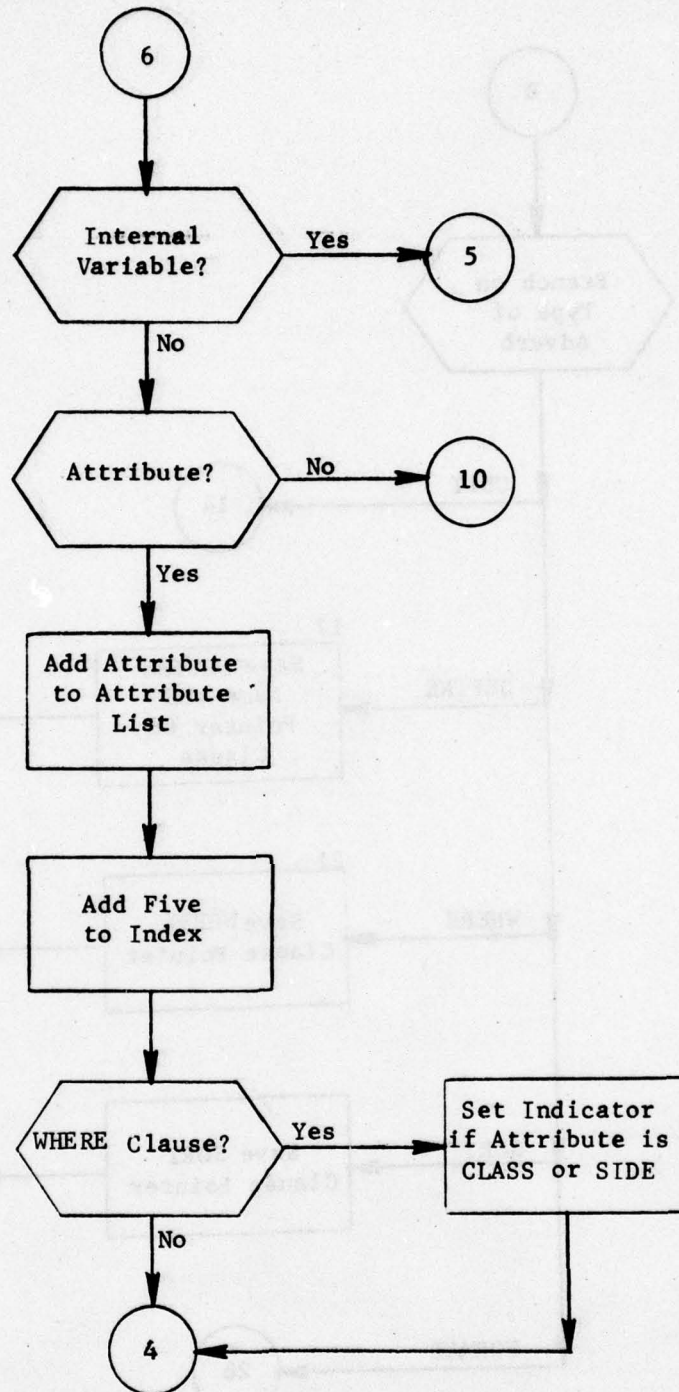 6
Internal
Variable?
Yes
5
No
Attribute?
No
10
Yes
Add Attribute
to Attribute
List
Add Five
to Index
WHERE Clause?
Yes
Set Indicator
if Attribute is
CLASS or SIDE
No
4